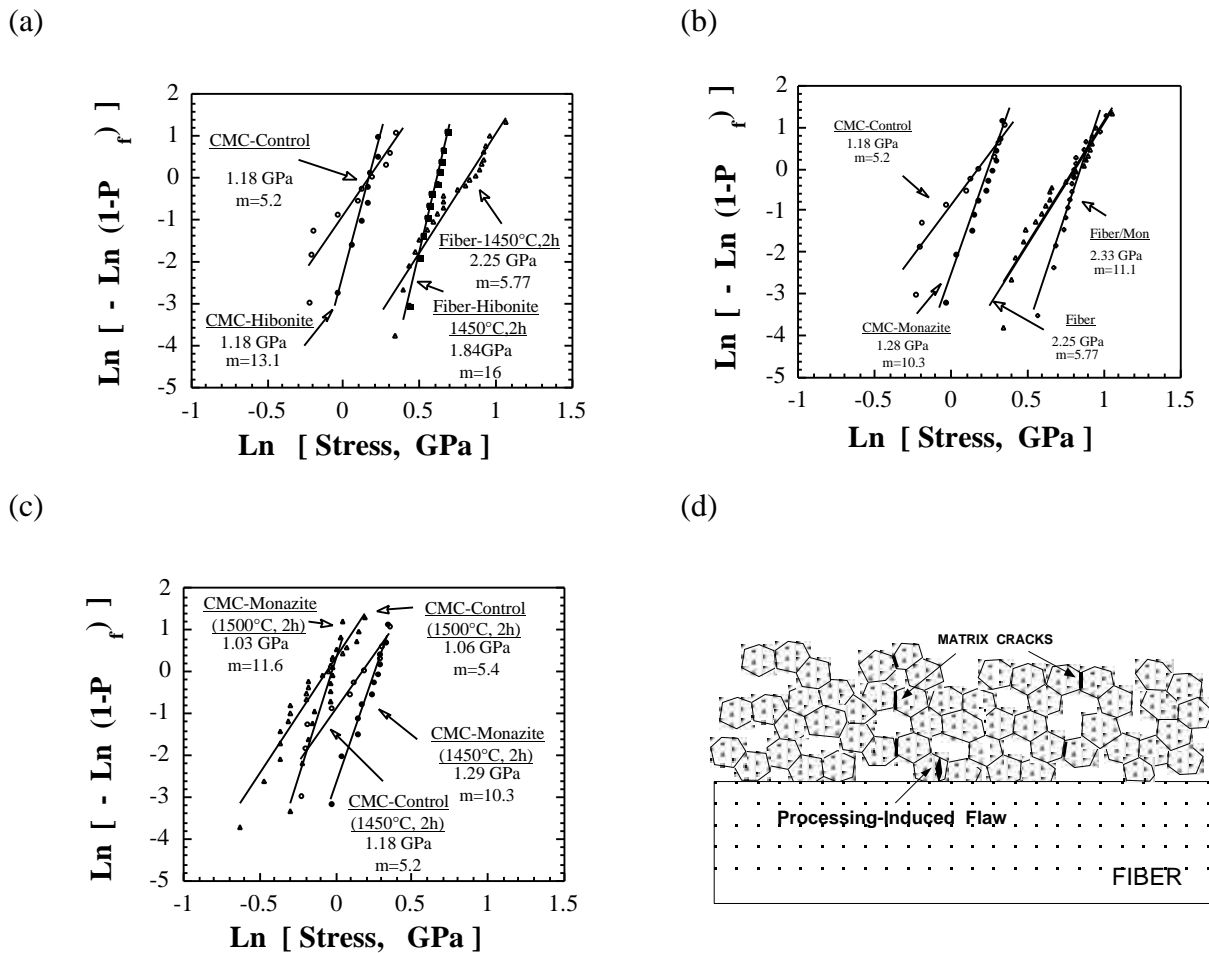 (a)
Ln [ - Ln (1-P f) ]
2
1
0
-1
-2
-3
-4
-5
CMC-Control
1.18 GPa
m=5.2
Fiber-1450°C,2h
2.25 GPa
m=5.77
Fiber-Hibonite
1450°C,2h
1.84GPa
m=16
CMC-Hibonite
1.18 GPa
m=13.1
-1 -0.5 0 0.5 1 1.5
Ln [ Stress, GPa ]
(b)
Ln [ - Ln (1-P f) ]
2
1
0
-1
-2
-3
-4
-5
CMC-Control
1.18 GPa
m=5.2
Fiber/Mon
2.33 GPa
m=11.1
CMC-Monazite
1.28 GPa
m=10.3
Fiber
2.25 GPa
m=5.77
-1 -0.5 0 0.5 1 1.5
Ln [ Stress, GPa ]
(c)
Ln [ - Ln (1-P f) ]
2
1
0
-1
-2
-3
-4
-5
CMC-Monazite
(1500°C, 2h)
1.03 GPa
m=11.6
CMC-Control
(1500°C, 2h)
1.06 GPa
m=5.4
CMC-Monazite
(1450°C, 2h)
1.29 GPa
m=10.3
CMC-Control
(1450°C, 2h)
1.18 GPa
m=5.2
-1 -0.5 0 0.5 1 1.5
Ln [ Stress, GPa ]
(d)
MATRIX CRACKS
Processing-Induced Flaw
FIBER